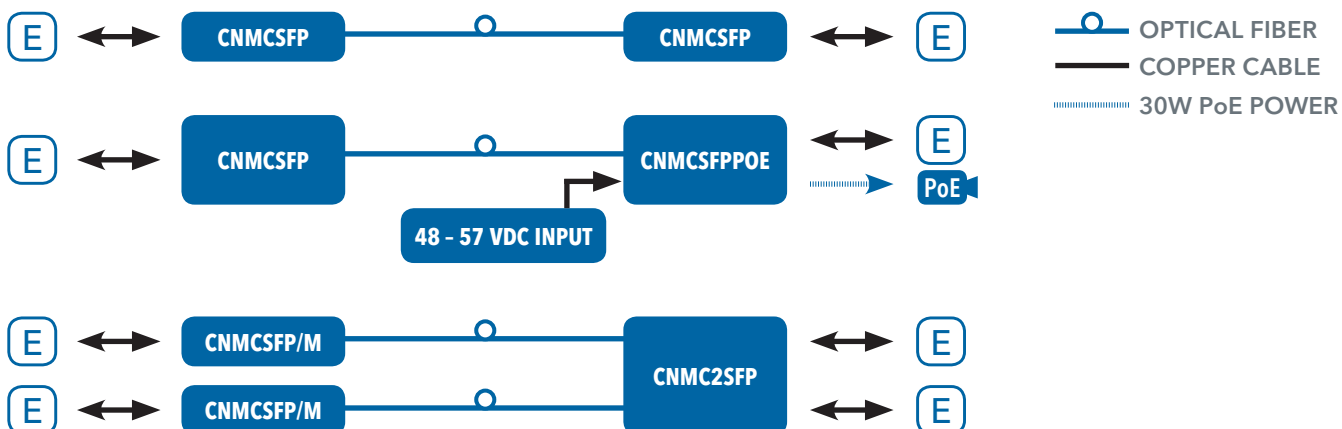 E CNMCSFP CNMCSFP E
OPTICAL FIBER
COPPER CABLE
30W PoE POWER
E CNMCSFP CNMCSFPPOE E
PoE
48 – 57 VDC INPUT
E CNMCSFP/M E
CNMC2SFP
E CNMCSFP/M E